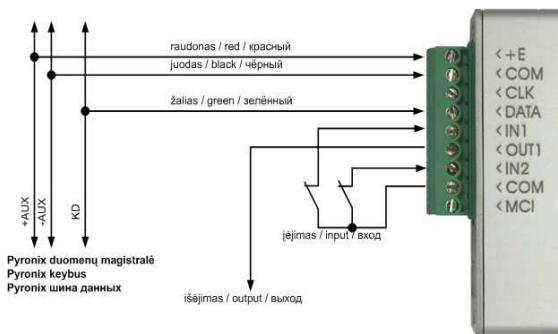 raudonas / red / красный
juodas / black / чёрный
žalias / green / зелённый
< +E
< COM
< CLK
< DATA
< IN1
< OUT1
< IN2
< COM
< MCI
+AUX
-AUX
KD
įėjimas / input / вход
Pyronix duomenų magistralė
Pyronix keybus
Pyronix шина данных
išėjimas / output / выход